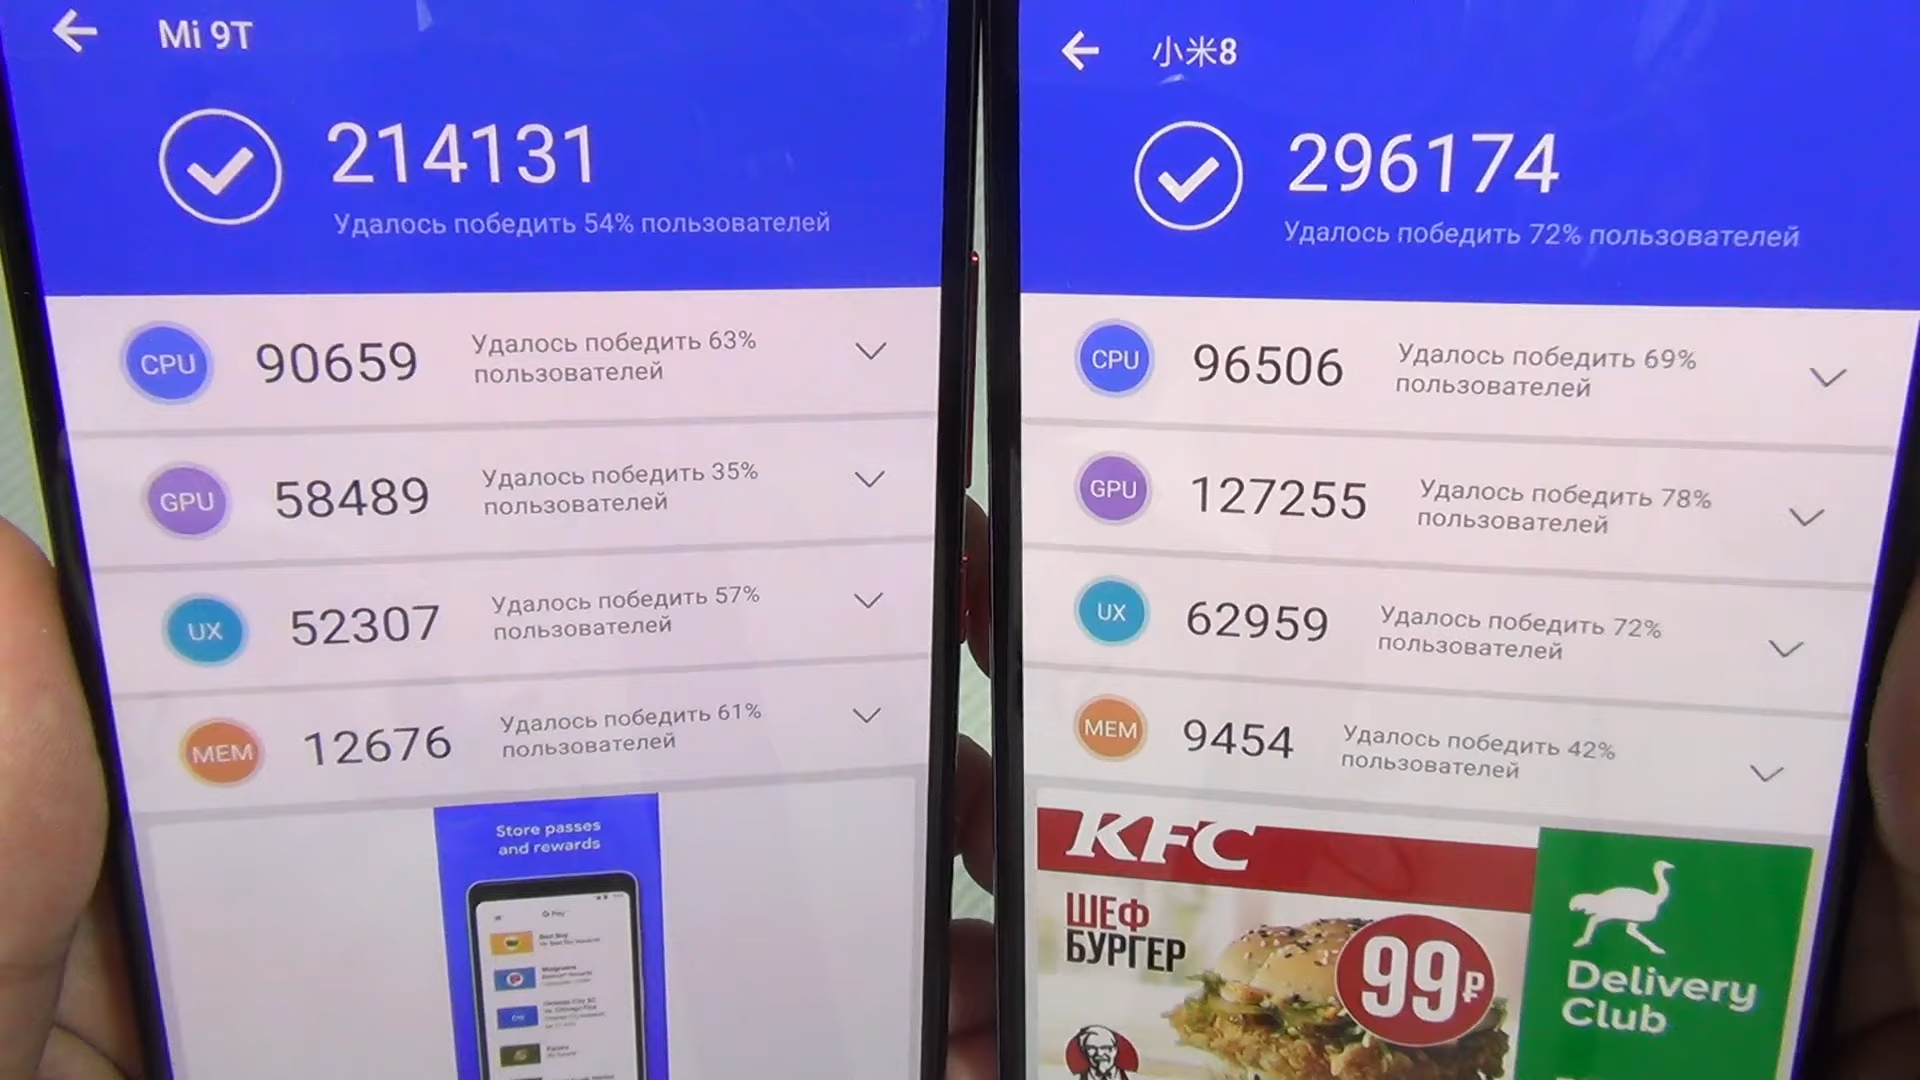 Mi 9T
214131
Удалось победить 54% пользователей
CPU
90659
Удалось победить 63%
пользователей
GPU
58489
Удалось победить 35%
пользователей
UX
52307
Удалось победить 57%
пользователей
MEM
12676
Удалось победить 61%
пользователей
Store passes
and rewards
小米8
296174
Удалось победить 72% пользователей
CPU
96506
Удалось победить 69%
пользователей
GPU
127255
Удалось победить 78%
пользователей
UX
62959
Удалось победить 72%
пользователей
MEM
9454
Удалось победить 42%
пользователей
KFC
ШЕФ
БУРГЕР
99₽
Delivery
Club